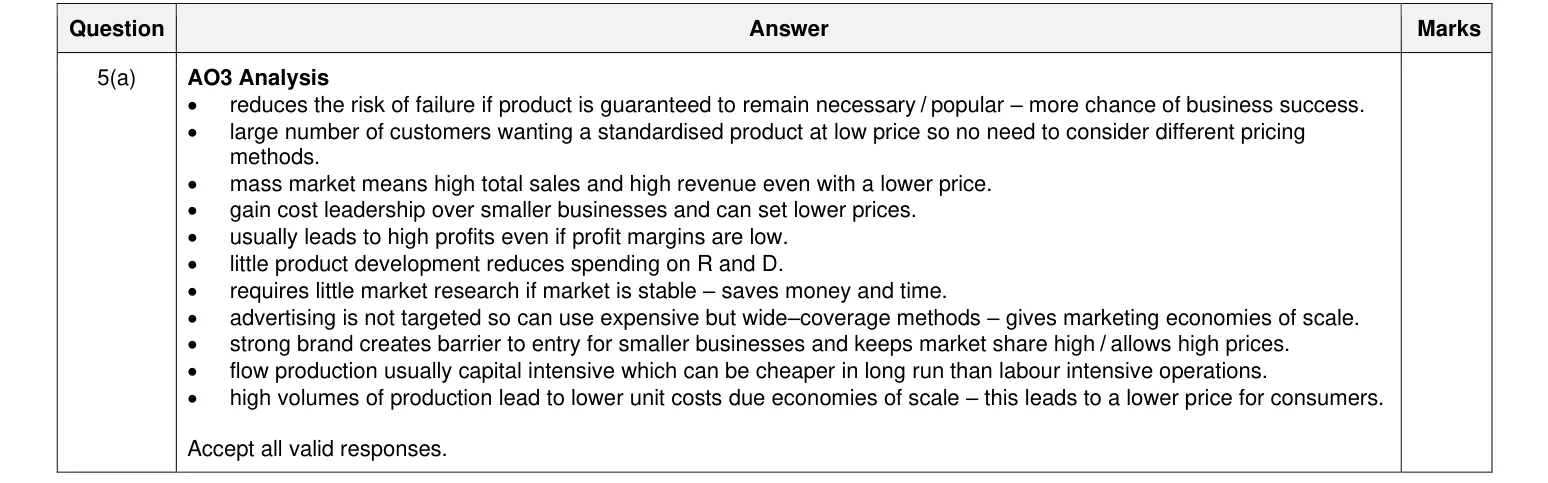 Question Answer Marks
5(a) AO3 Analysis
• reduces the risk of failure if product is guaranteed to remain necessary / popular – more chance of business success.
• large number of customers wanting a standardised product at low price so no need to consider different pricing
methods.
• mass market means high total sales and high revenue even with a lower price.
• gain cost leadership over smaller businesses and can set lower prices.
• usually leads to high profits even if profit margins are low.
• little product development reduces spending on R and D.
• requires little market research if market is stable – saves money and time.
• advertising is not targeted so can use expensive but wide–coverage methods – gives marketing economies of scale.
• strong brand creates barrier to entry for smaller businesses and keeps market share high / allows high prices.
• flow production usually capital intensive which can be cheaper in long run than labour intensive operations.
• high volumes of production lead to lower unit costs due economies of scale – this leads to a lower price for consumers.
Accept all valid responses.